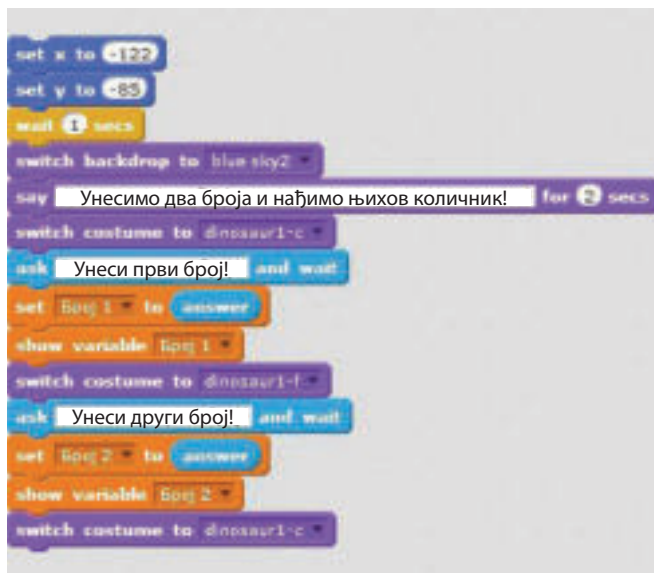 set x to -122
set y to -85
wait 1 secs
switch backdrop to blue sky2
say Унесимо два броја и нађимо њихов количник! for 2 secs
switch costume to dinosaur1-c
ask Унеси први број! and wait
set Број 1 to answer
show variable Број 1
switch costume to dinosaur1-f
ask Унеси други број! and wait
set Број 2 to answer
show variable Број 2
switch costume to dinosaur1-c